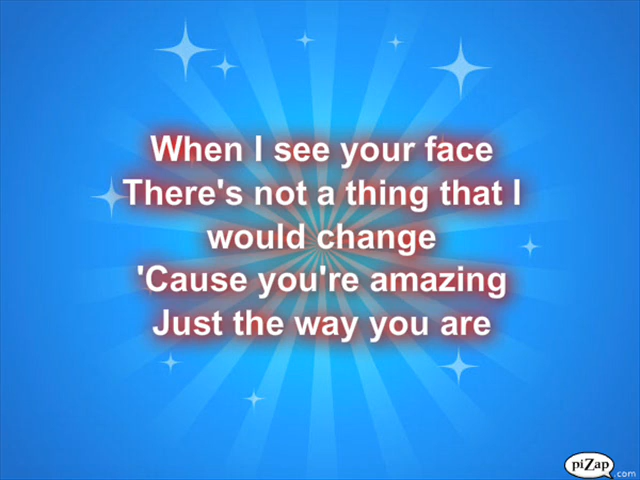 When I see your face
There's not a thing that I
would change
'Cause you're amazing
Just the way you are
piZap
.com